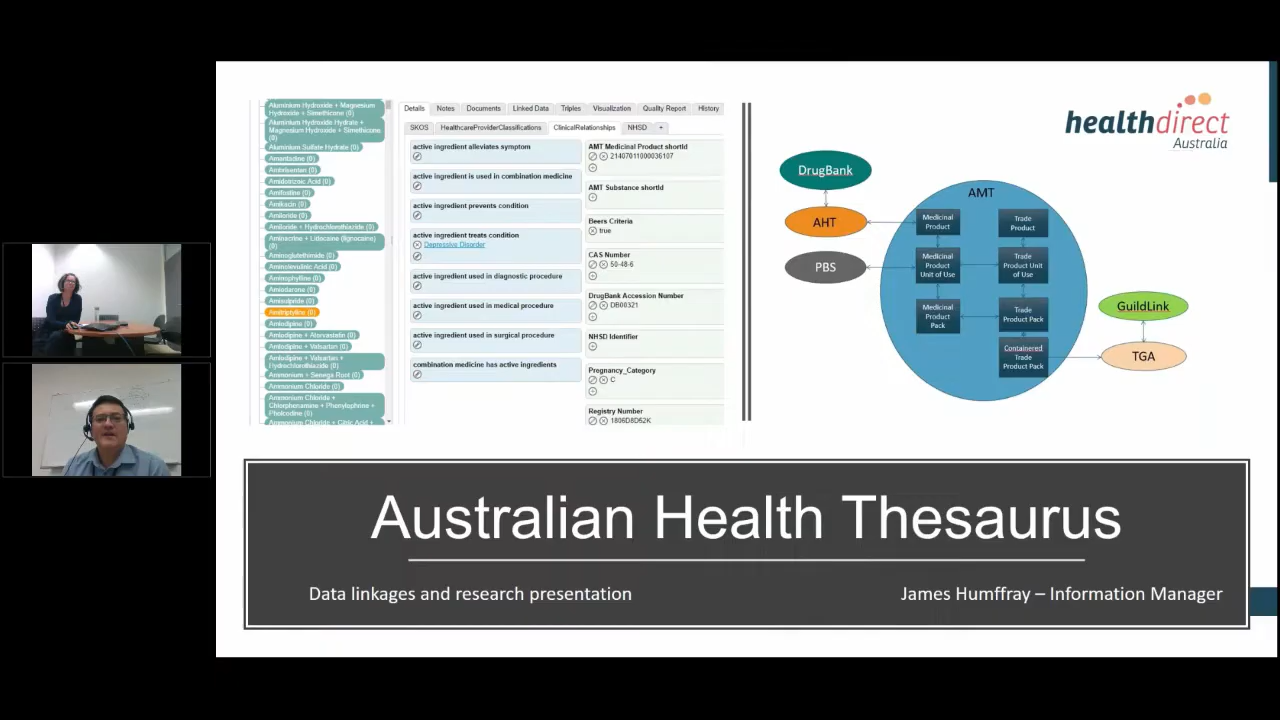 Aluminium Hydroxide + Magnesium
Hydroxide + Simethicone (0)
Aluminium Hydroxide Hydrate +
Magnesium Hydroxide + Simethicone
(0)
Aluminium Sulfate Hydrate (0)
Amantadine (0)
Ambrisentan (0)
Amidotrizoic Acid (0)
Amifostine (0)
Amikacin (0)
Amiloride (0)
Amiloride + Hydrochlorothiazide (0)
(0)
Aminoglutethimide (0)
Aminolevulinic Acid (0)
Aminophylline (0)
Amiodarone (0)
Amisulpride (0)
Amitriptyline (0)
Amlodipine (0)
Amlodipine + Atorvastatin (0)
Amlodipine + Valsartan (0)
Amlodipine + Valsartan +
Hydrochlorothiazide (0)
Ammonium + Senega Root (0)
Ammonium Chloride (0)
Ammonium Chloride +
Chlorphenamine + Phenylephrine +
Pholcodine (0)
Ammonium Chloride + Citric Acid +
Details Notes Documents Linked Data Triples Visualization Quality Report History
SKOS HealthcareProviderClassifications ClinicalRelationships NHSD +
active ingredient alleviates symptom
active ingredient is used in combination medicine
active ingredient prevents condition
active ingredient treats condition
Depressive Disorder
active ingredient used in diagnostic procedure
active ingredient used in medical procedure
active ingredient used in surgical procedure
combination medicine has active ingredients
AMT Medicinal Product shortId
21407011000036107
AMT Substance shortId
Beers Criteria
true
CAS Number
50-48-6
DrugBank Accession Number
DB00321
NHSD Identifier
Pregnancy_Category
C
Registry Number
1806D8D52K
healthdirect
Australia
DrugBank
AHT
PBS
AMT
Medicinal
Product
Trade
Product
Medicinal
Product
Unit of Use
Trade
Product Unit
of Use
Medicinal
Product
Pack
Trade
Product Pack
Containered
Trade
Product Pack
GuildLink
TGA
Australian Health Thesaurus
Data linkages and research presentation
James Humffray – Information Manager